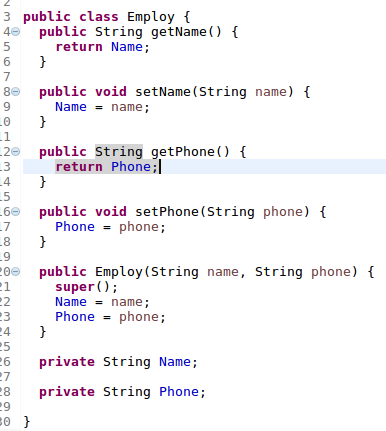 2
3 public class Employ {
4 public String getName() {
5 return Name;
6 }
7
8 public void setName(String name) {
9 Name = name;
10 }
11
12 public String getPhone() {
13 return Phone;
14 }
15
16 public void setPhone(String phone) {
17 Phone = phone;
18 }
19
20 public Employ(String name, String phone) {
21 super();
22 Name = name;
23 Phone = phone;
24 }
25
26 private String Name;
27
28 private String Phone;
29
30 }